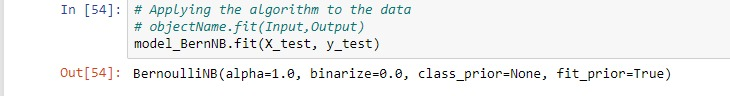 In [54]: # Applying the algorithm to the data
# objectName.fit(Input,Output)
model_BernNB.fit(X_test, y_test)
Out[54]: BernoulliNB(alpha=1.0, binarize=0.0, class_prior=None, fit_prior=True)